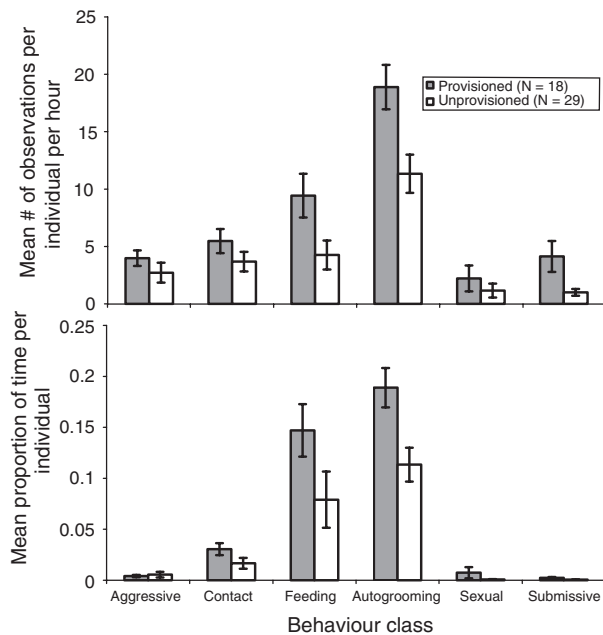 Mean # of observations per
individual per hour
25
20
15
10
5
0
Provisioned (N = 18)
Unprovisioned (N = 29)
Mean proportion of time per
individual
0.25
0.2
0.15
0.1
0.05
0
Aggressive Contact Feeding Autogrooming Sexual Submissive
Behaviour class